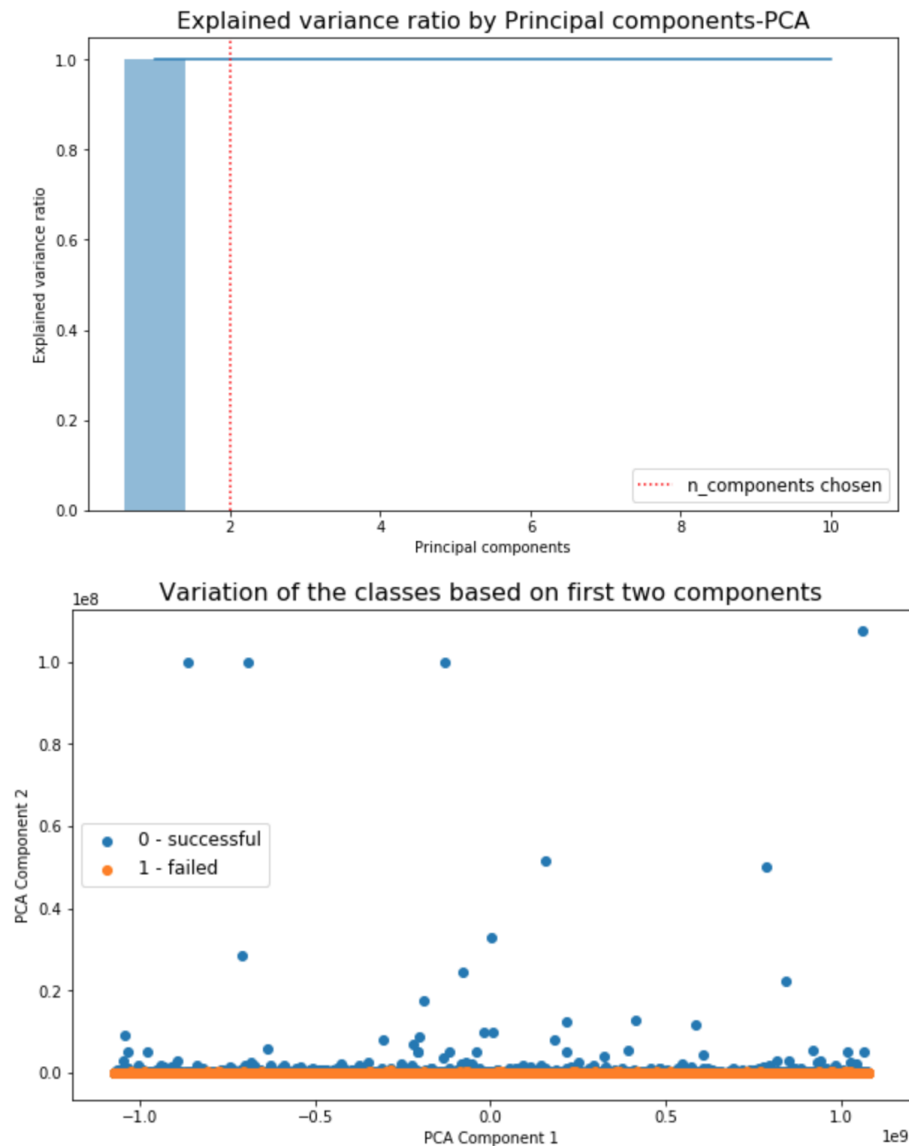 Explained variance ratio by Principal components-PCA
1.0
0.8
0.6
0.4
0.2
0.0
Explained variance ratio
n_components chosen
2
4
6
8
10
Principal components
Variation of the classes based on first two components
1e8
1.0
0.8
0.6
0.4
0.2
0.0
PCA Component 2
0 - successful
1 - failed
−1.0
−0.5
0.0
0.5
1.0
1e9
PCA Component 1